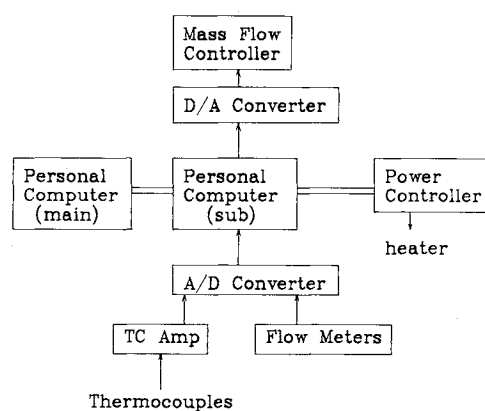 Mass Flow
Controller
D/A Converter
Personal
Computer
(main)
Personal
Computer
(sub)
Power
Controller
heater
A/D Converter
TC Amp
Flow Meters
Thermocouples